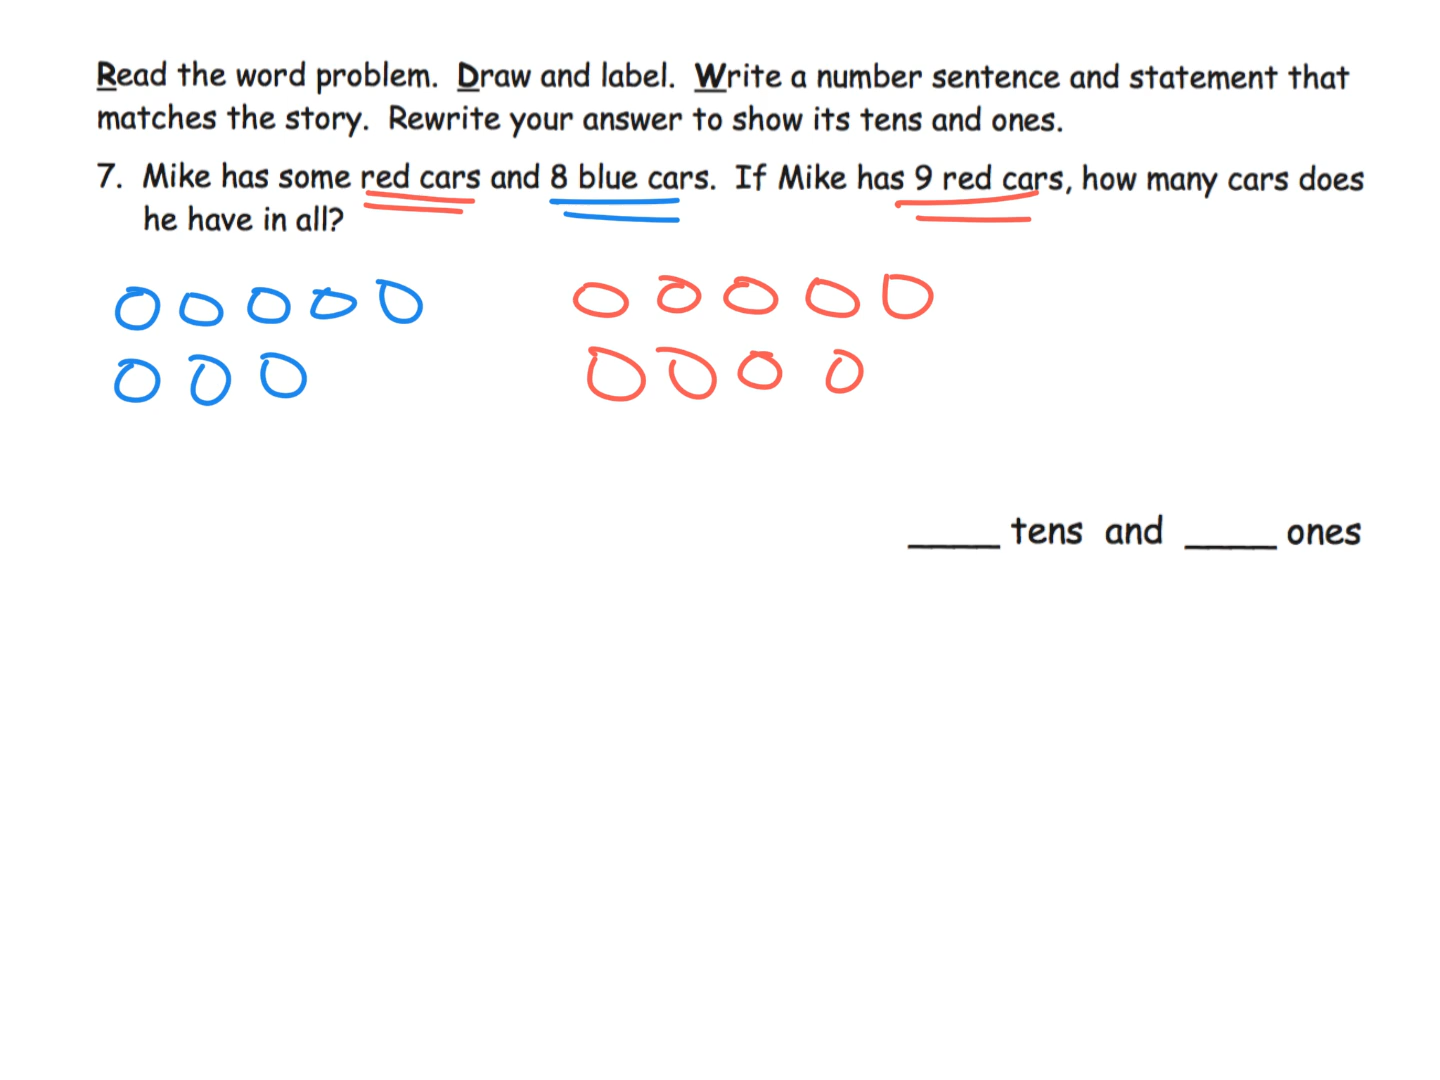 Read the word problem. Draw and label. Write a number sentence and statement that
matches the story. Rewrite your answer to show its tens and ones.
7. Mike has some red cars and 8 blue cars. If Mike has 9 red cars, how many cars does
he have in all?
_____ tens and _____ ones